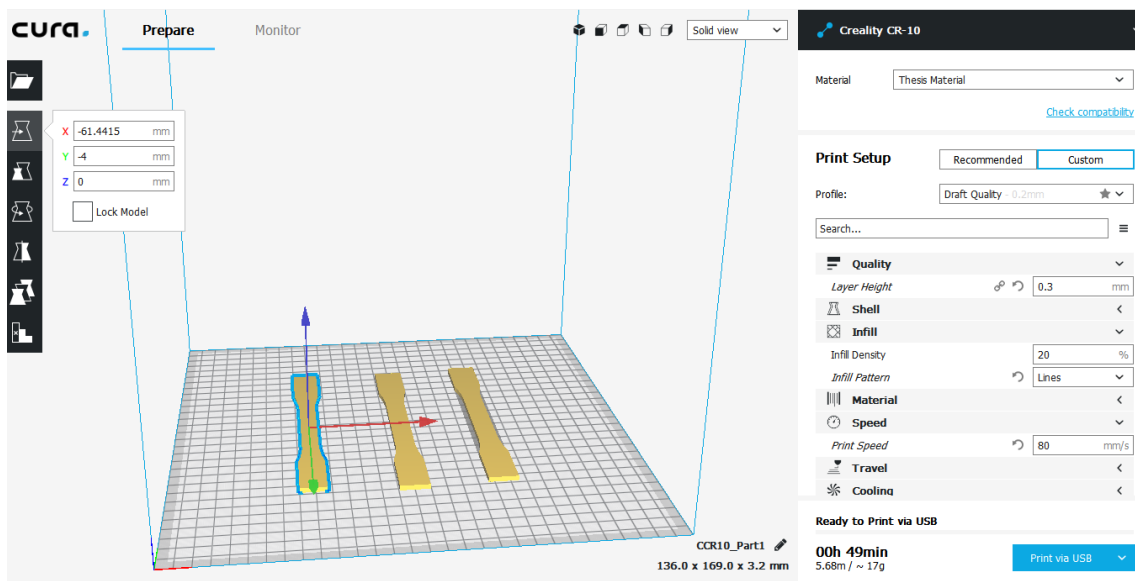 cura.
Prepare
Monitor
Solid view
Creality CR-10
Material
Thesis Material
Check compatibility
X -61.4415 mm
Y -4 mm
Z 0 mm
Lock Model
Print Setup
Recommended
Custom
Profile:
Draft Quality - 0.2mm
Search...
Quality
Layer Height 0.3 mm
Shell
Infill
Infill Density 20 %
Infill Pattern Lines
Material
Speed
Print Speed 80 mm/s
Travel
Cooling
CCR10_Part1
136.0 x 169.0 x 3.2 mm
Ready to Print via USB
00h 49min
5.68m / ~ 17g
Print via USB